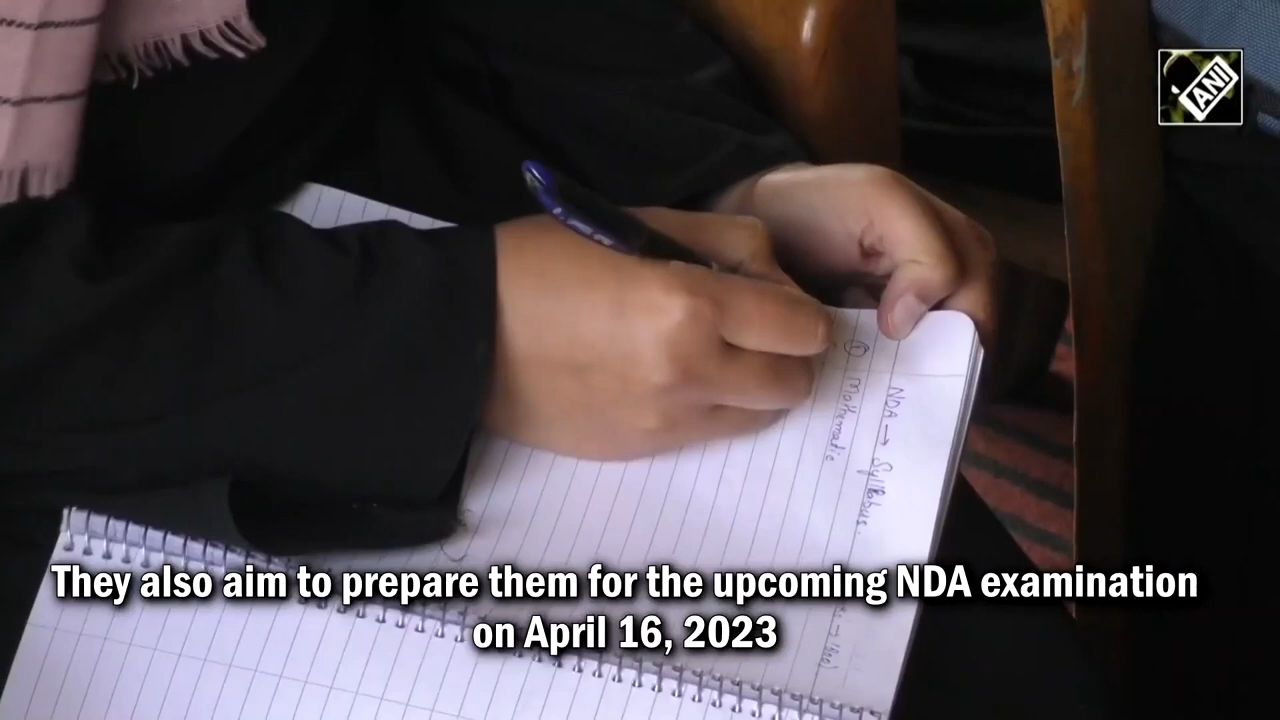 ANI
NDA → Syllabus.
① Mathematic
They also aim to prepare them for the upcoming NDA examination
on April 16, 2023